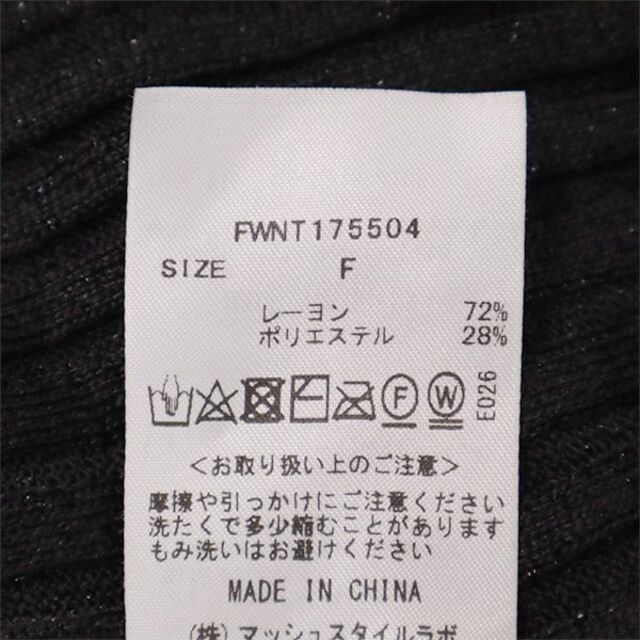 FWNT175504
SIZE F
レーヨン 72%
ポリエステル 28%
F W E026
<お取り扱い上のご注意>
摩擦や引っかけにご注意ください
洗たくで多少縮むことがあります
もみ洗いはお避けください
MADE IN CHINA
(株)マッシュスタイルラボ